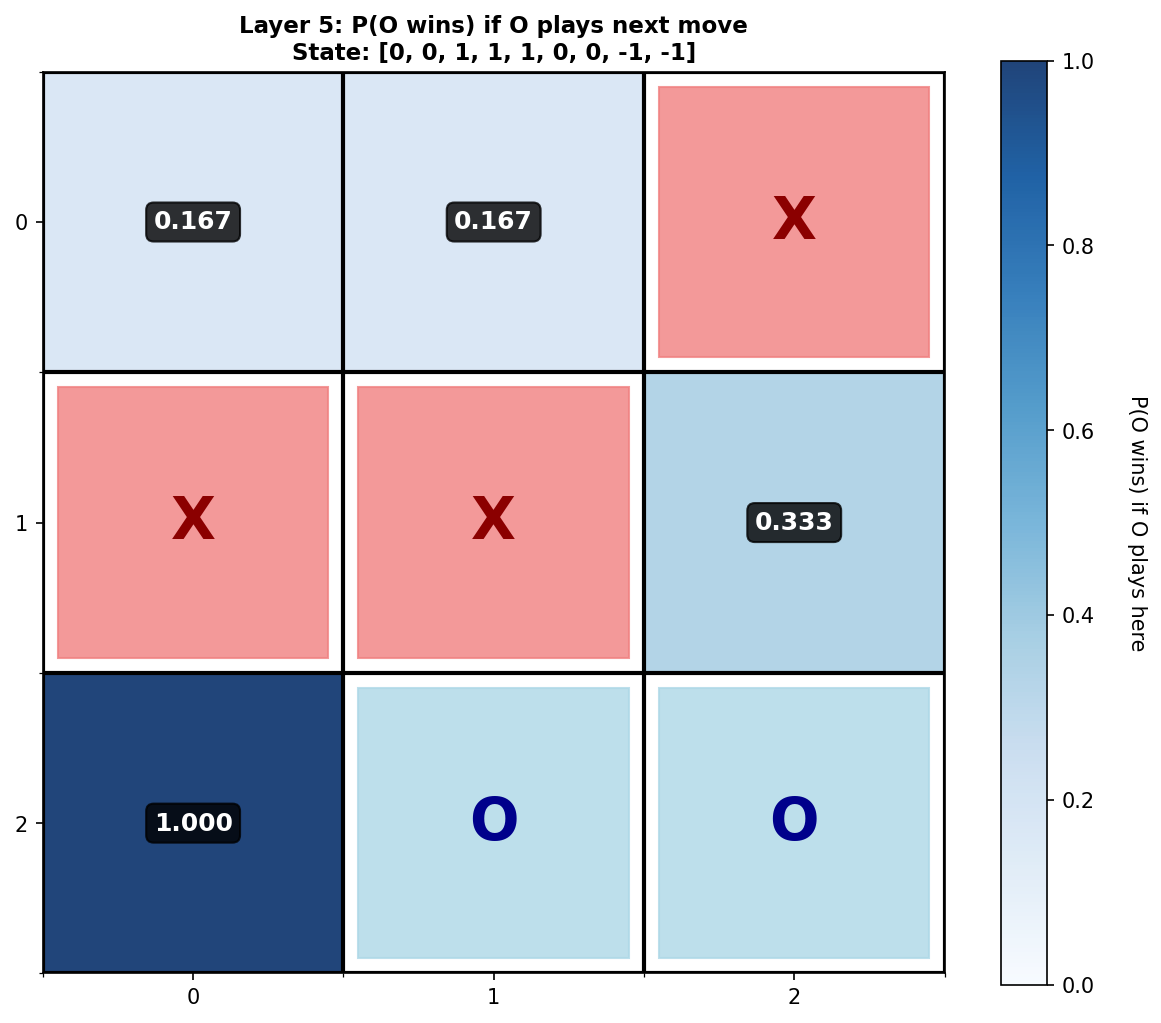 Layer 5: P(O wins) if O plays next move
State: [0, 0, 1, 1, 1, 0, 0, -1, -1]
0
0.167
0.167
X
1
X
X
0.333
2
1.000
O
O
0
1
2
1.0
0.8
0.6
0.4
0.2
0.0
P(O wins) if O plays here